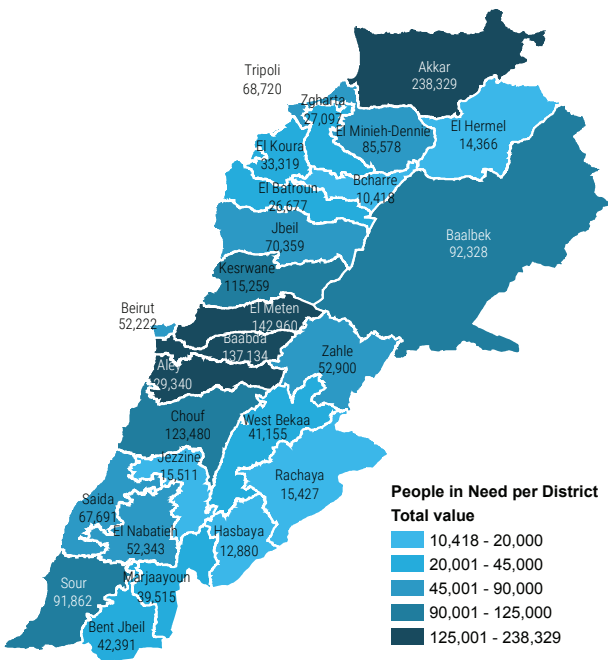 Akkar
238,329
Tripoli
68,720
Zgharta
27,097
El Minieh-Dennie
85,578
El Hermel
14,366
El Koura
33,319
Bcharre
10,418
El Batroun
26,677
Jbeil
70,359
Baalbek
92,328
Kesrwane
115,259
Beirut
52,222
El Meten
142,960
Baabda
137,134
Zahle
52,900
Aley
29,340
Chouf
123,480
West Bekaa
41,155
Jezzine
15,511
Rachaya
15,427
Saida
67,691
El Nabatieh
52,343
Hasbaya
12,880
Sour
91,862
Marjaayoun
39,515
Bent Jbeil
42,391
People in Need per District
Total value
10,418 - 20,000
20,001 - 45,000
45,001 - 90,000
90,001 - 125,000
125,001 - 238,329